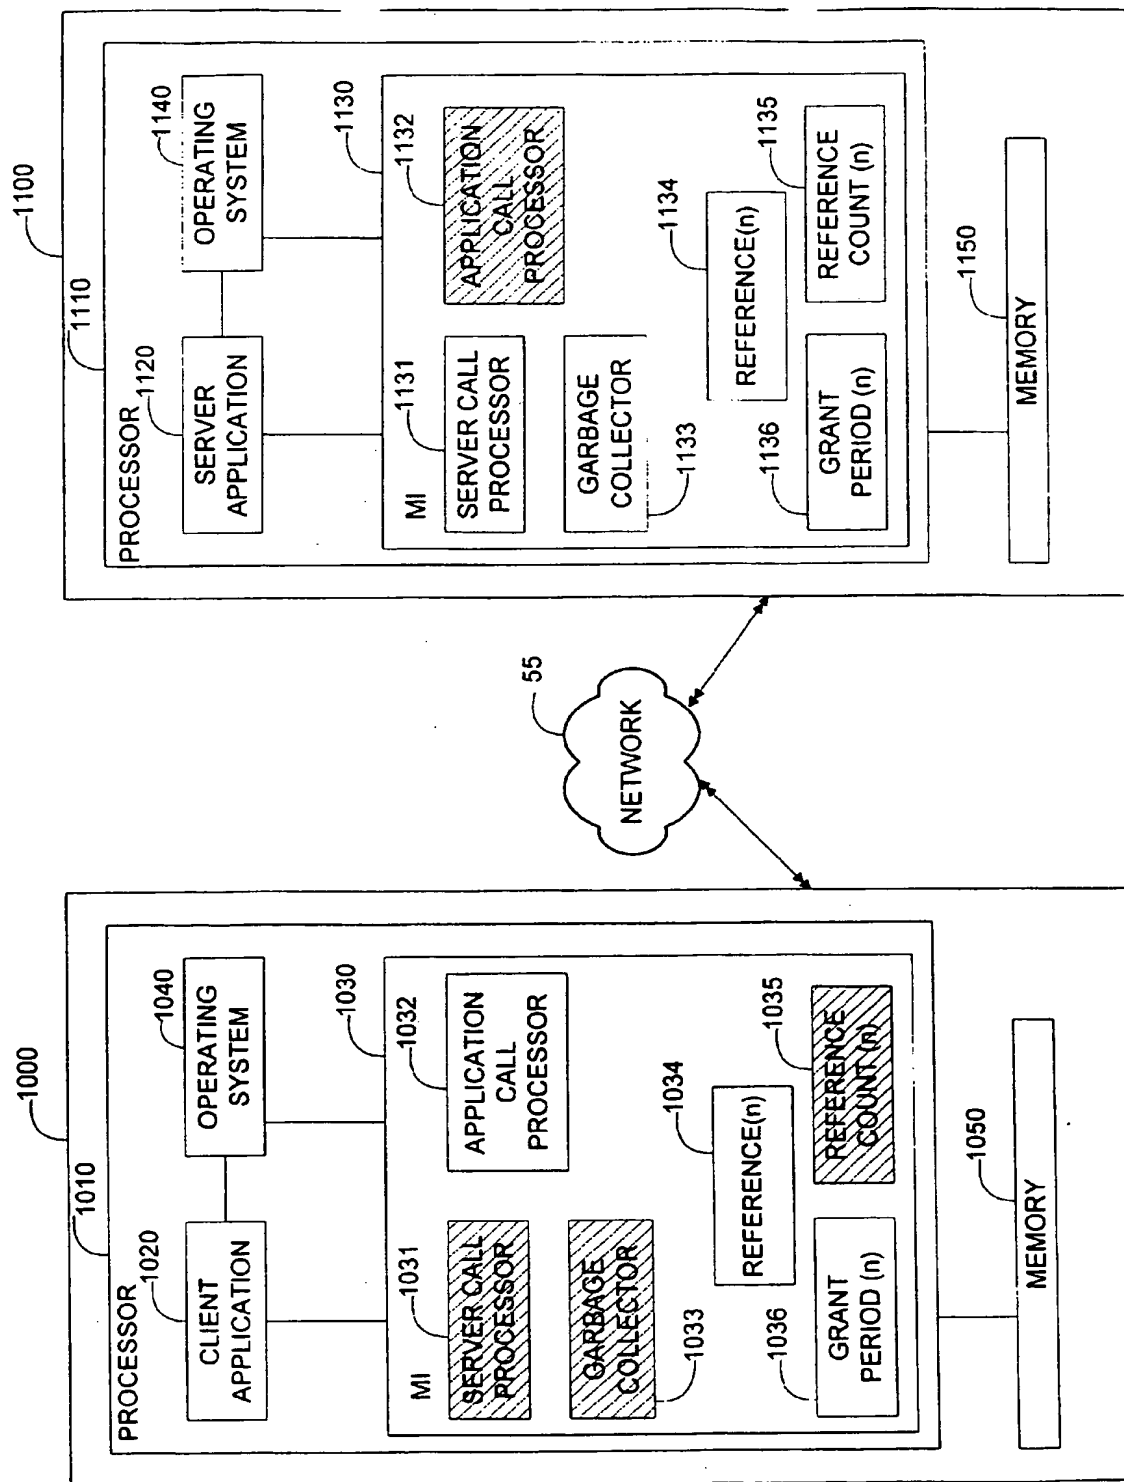 1000
1010
PROCESSOR
1020
CLIENT
APPLICATION
1040
OPERATING
SYSTEM
1030
MI
1031
SERVER CALL
PROCESSOR
1032
APPLICATION
CALL
PROCESSOR
GARBAGE
COLLECTOR
1033
1034
REFERENCE(n)
1035
REFERENCE
COUNT (n)
1036
GRANT
PERIOD (n)
1050
MEMORY
55
NETWORK
1100
1110
PROCESSOR
1120
SERVER
APPLICATION
1140
OPERATING
SYSTEM
1130
MI
1131
SERVER CALL
PROCESSOR
1132
APPLICATION
CALL
PROCESSOR
GARBAGE
COLLECTOR
1133
1134
REFERENCE(n)
1135
REFERENCE
COUNT (n)
1136
GRANT
PERIOD (n)
1150
MEMORY